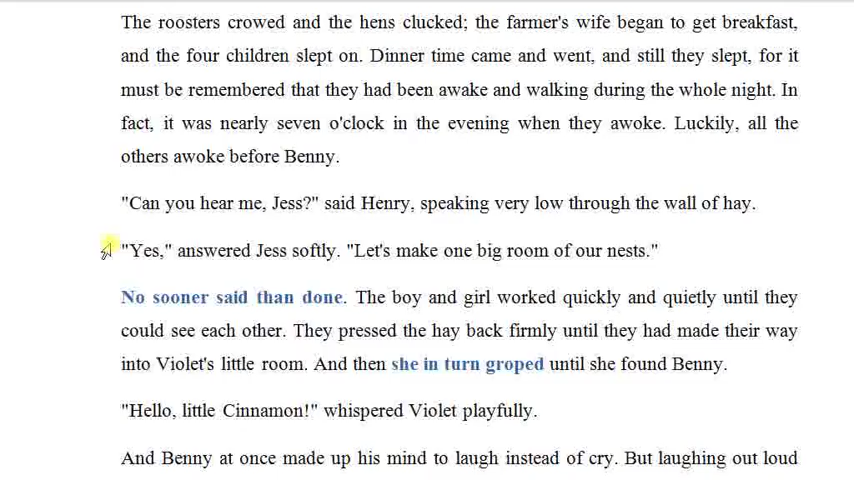 The roosters crowed and the hens clucked; the farmer's wife began to get breakfast,
and the four children slept on. Dinner time came and went, and still they slept, for it
must be remembered that they had been awake and walking during the whole night. In
fact, it was nearly seven o'clock in the evening when they awoke. Luckily, all the
others awoke before Benny.
"Can you hear me, Jess?" said Henry, speaking very low through the wall of hay.
"Yes," answered Jess softly. "Let's make one big room of our nests."
No sooner said than done. The boy and girl worked quickly and quietly until they
could see each other. They pressed the hay back firmly until they had made their way
into Violet's little room. And then she in turn groped until she found Benny.
"Hello, little Cinnamon!" whispered Violet playfully.
And Benny at once made up his mind to laugh instead of cry. But laughing out loud